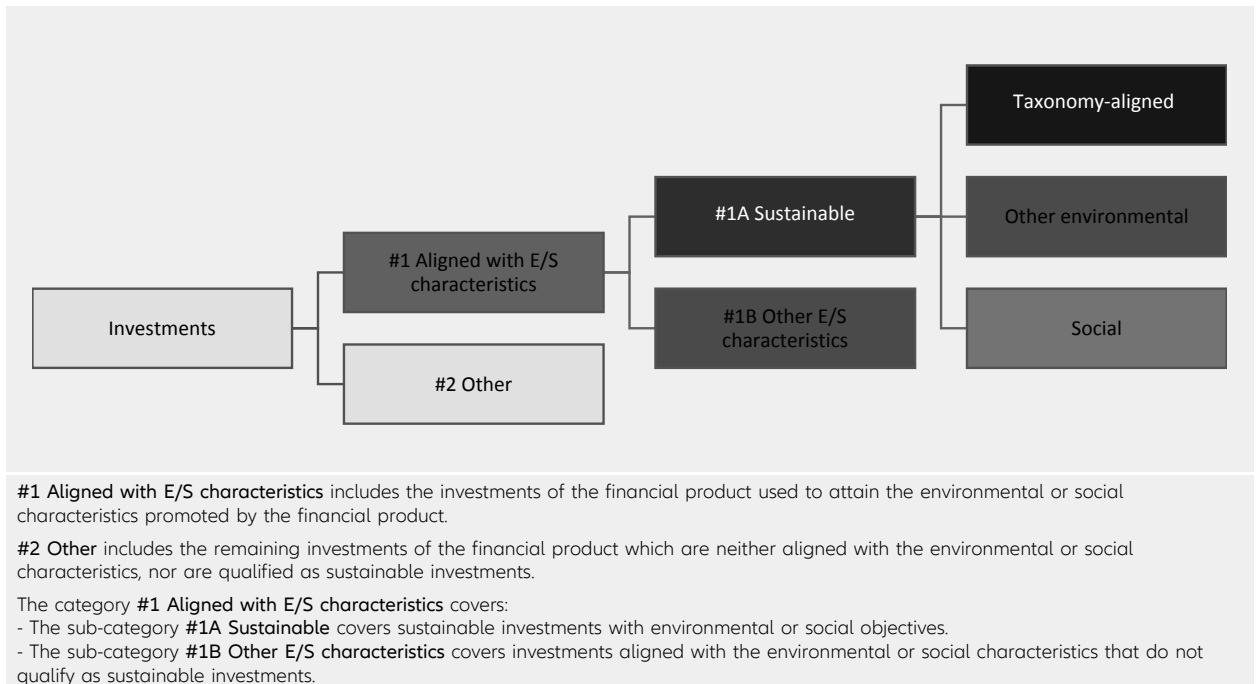 Taxonomy-aligned
#1A Sustainable
Other environmental
#1 Aligned with E/S
characteristics
#1B Other E/S
characteristics
Investments
Social
#2 Other
#1 Aligned with E/S characteristics includes the investments of the financial product used to attain the environmental or social
characteristics promoted by the financial product.
#2 Other includes the remaining investments of the financial product which are neither aligned with the environmental or social
characteristics, nor are qualified as sustainable investments.
The category #1 Aligned with E/S characteristics covers:
- The sub-category #1A Sustainable covers sustainable investments with environmental or social objectives.
- The sub-category #1B Other E/S characteristics covers investments aligned with the environmental or social characteristics that do not
qualify as sustainable investments.